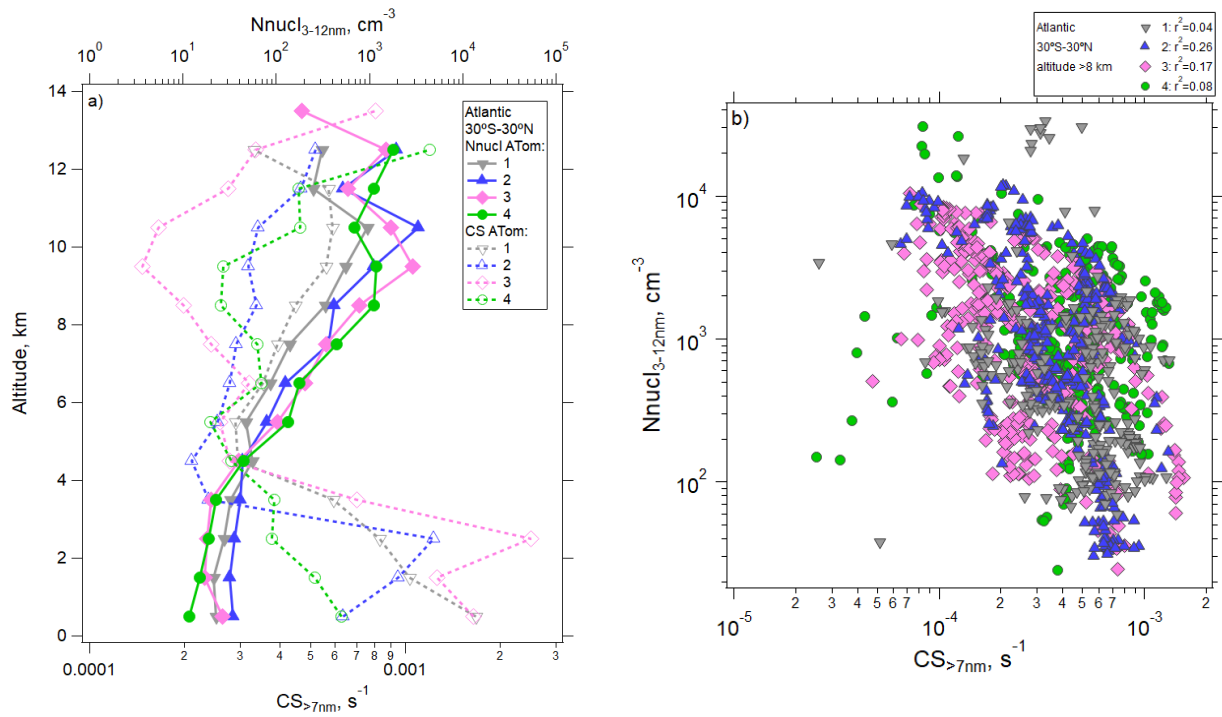 Nnucl3-12nm, cm-3
10^0 10^1 10^2 10^3 10^4 10^5
a)
14
12
10
8
6
4
2
0
Altitude, km
Atlantic
30ºS-30ºN
Nnucl ATom:
1
2
3
4
CS ATom:
1
2
3
4
0.0001 2 3 4 5 6 7 8 9 0.001 2 3
CS>7nm, s-1
Atlantic
30ºS-30ºN
altitude >8 km
1: r2=0.04
2: r2=0.26
3: r2=0.17
4: r2=0.08
b)
10^4
10^3
10^2
Nnucl3-12nm, cm-3
10^-5 2 3 4 5 6 7 10^-4 2 3 4 5 6 7 10^-3 2
CS>7nm, s-1